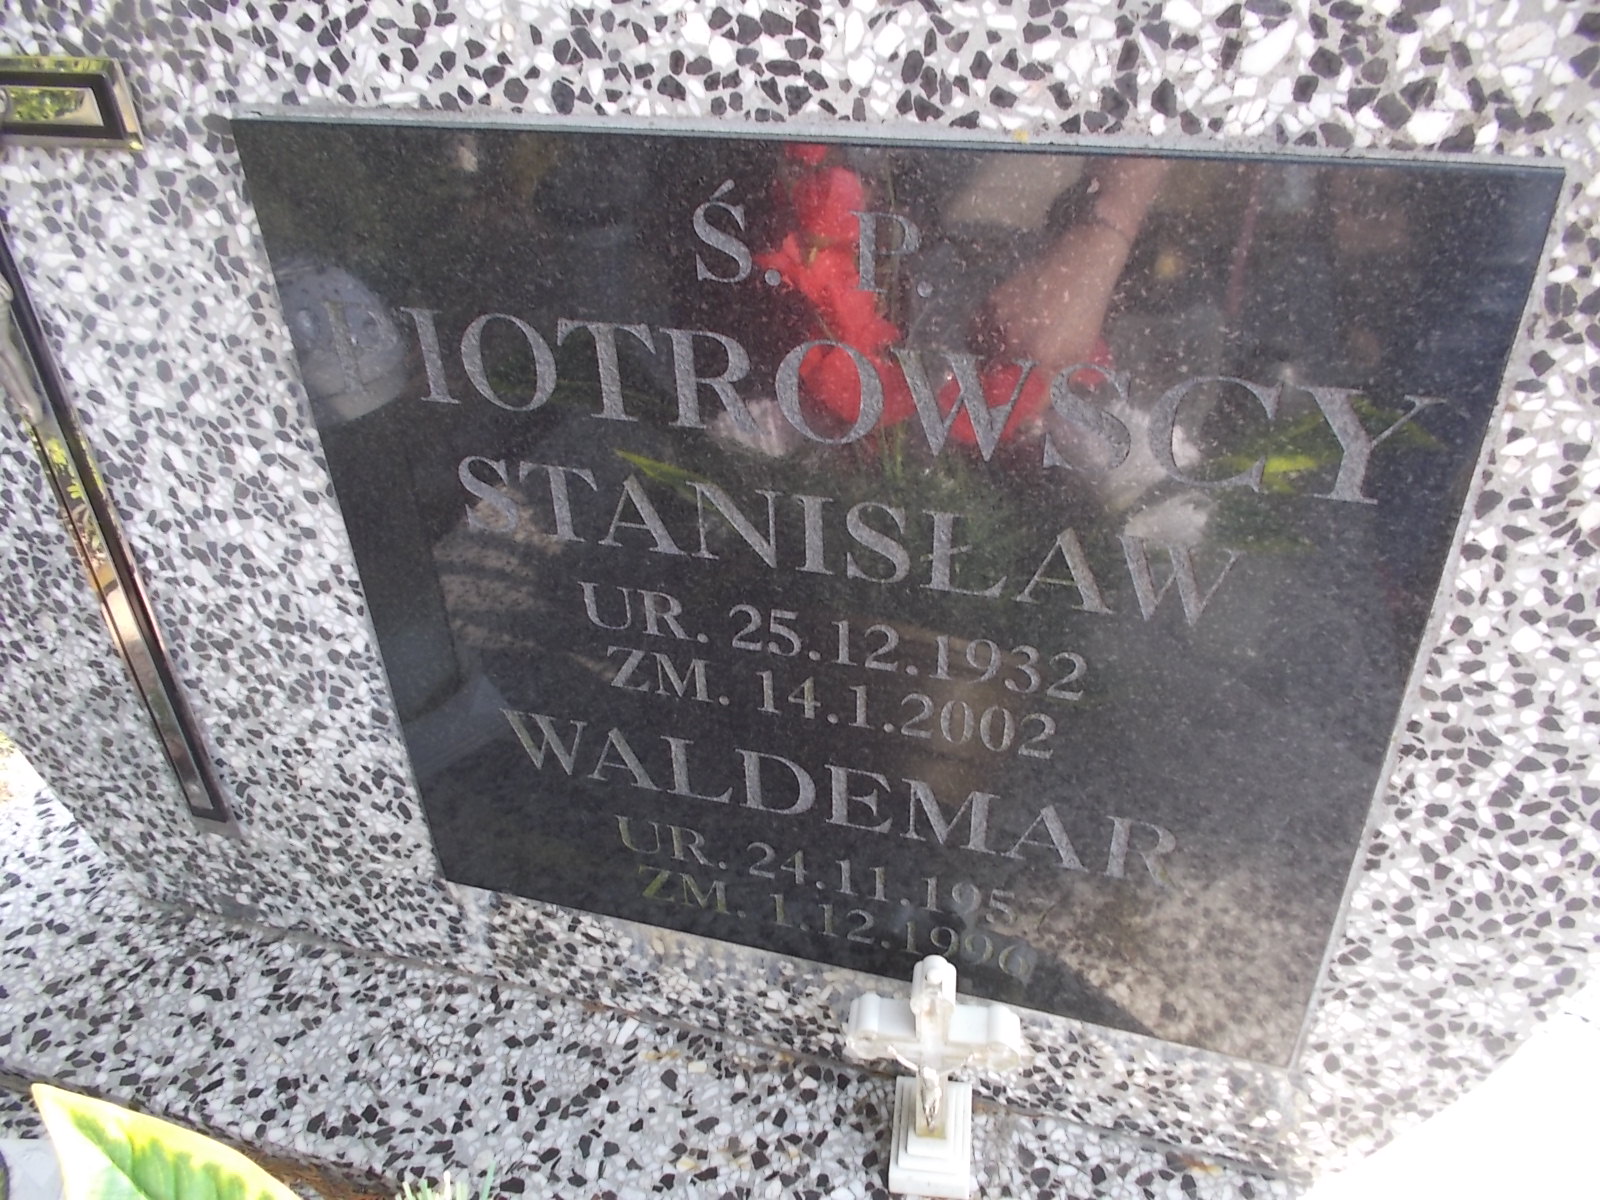 Ś. P.
PIOTROWSCY
STANISŁAW
UR. 25.12.1932
ZM. 14.1.2002
WALDEMAR
UR. 24.11.195
ZM. 1.12.1996